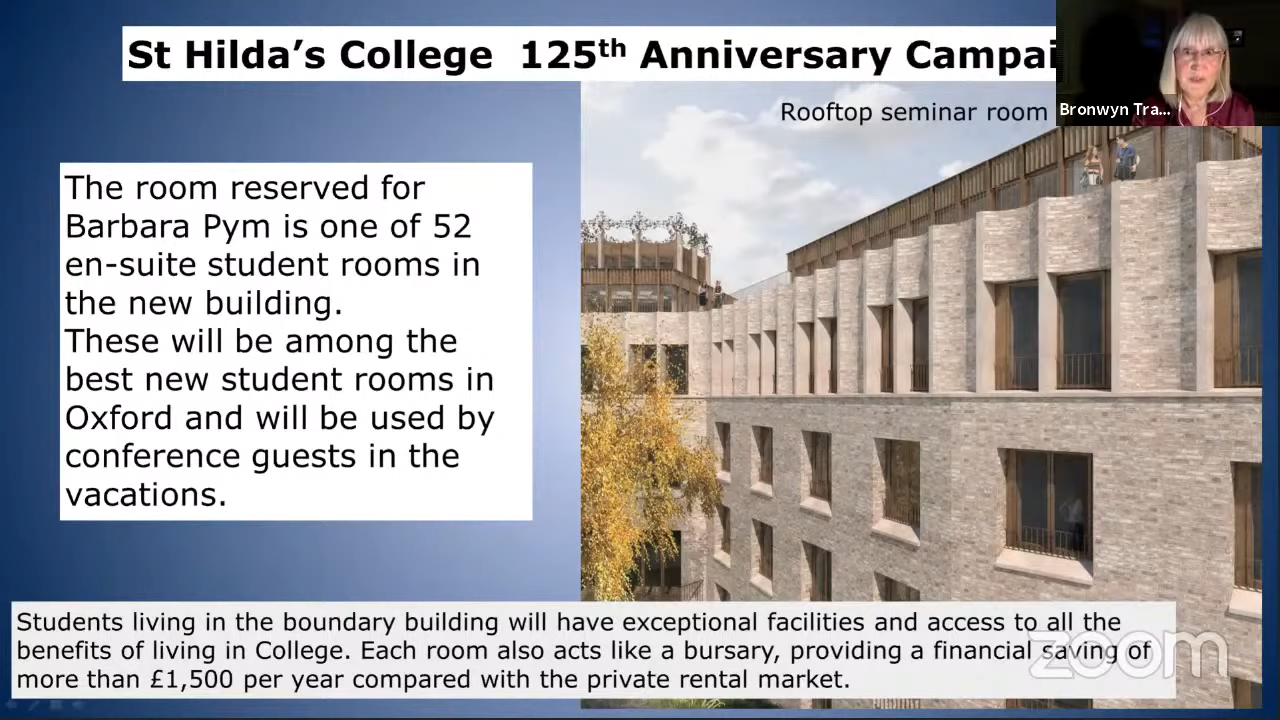 St Hilda's College 125th Anniversary Campai
Bronwyn Tra...
Rooftop seminar room
The room reserved for
Barbara Pym is one of 52
en-suite student rooms in
the new building.
These will be among the
best new student rooms in
Oxford and will be used by
conference guests in the
vacations.
Students living in the boundary building will have exceptional facilities and access to all the
benefits of living in College. Each room also acts like a bursary, providing a financial saving of
more than £1,500 per year compared with the private rental market.
zoom